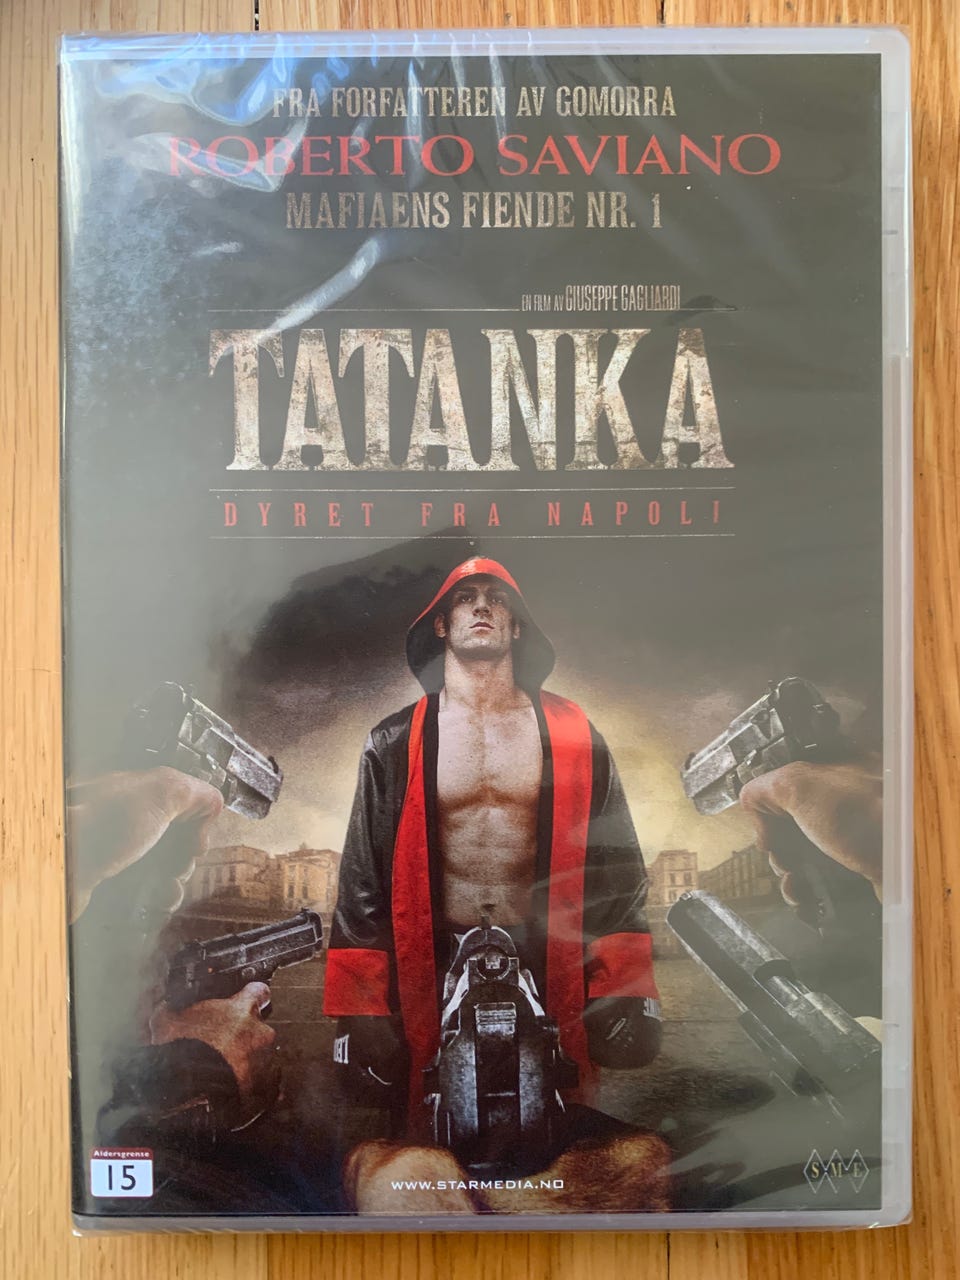 FRA FORFATTEREN AV GOMORRA
ROBERTO SAVIANO
MAFIAENS FIENDE NR. 1
EN FILM AV GIUSEPPE GAGLIARDI
TATANKA
DYRET FRA NAPOLI
Aldersgrense
15
WWW.STARMEDIA.NO
SME